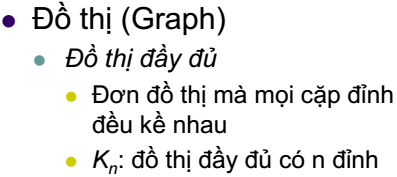 Đồ thị (Graph)
Đồ thị đầy đủ
Đơn đồ thị mà mọi cặp đỉnh
đều kề nhau
Kn: đồ thị đầy đủ có n đỉnh